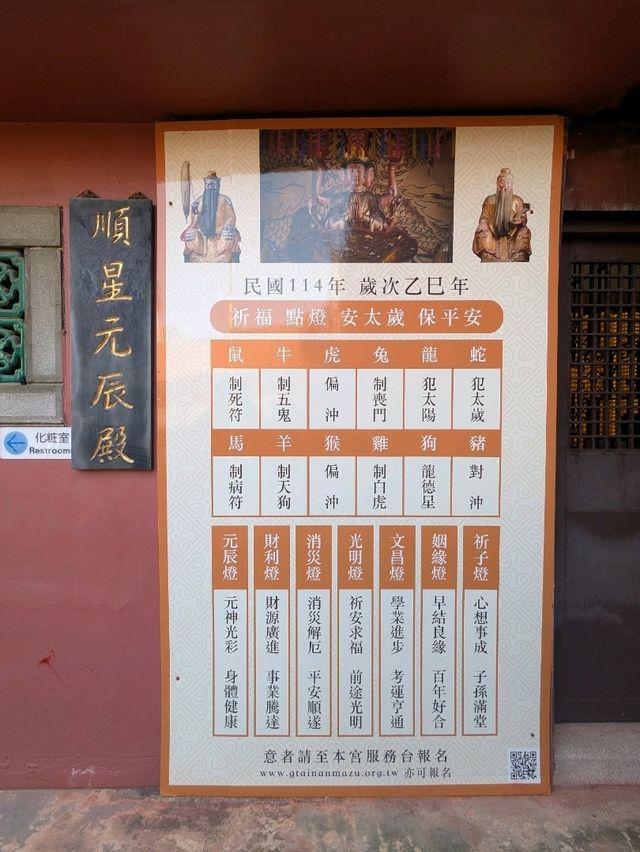 順星元辰殿
化粧室
Restroom
民國114年 歲次乙巳年
祈福 點燈 安太歲 保平安
鼠 牛 虎 兔 龍 蛇
制死符 制五鬼 偏沖 制喪門 犯太陽 犯太歲
馬 羊 猴 雞 狗 豬
制病符 制天狗 偏沖 制白虎 龍德星 對沖
元辰燈 財利燈 消災燈 光明燈 文昌燈 姻緣燈 祈子燈
元神光彩 身體健康
財源廣進 事業騰達
消災解厄 平安順遂
祈安求福 前途光明
學業進步 考運亨通
早結良緣 百年好合
心想事成 子孫滿堂
意者請至本宮服務台報名
www.gtainanmazu.org.tw 亦可報名